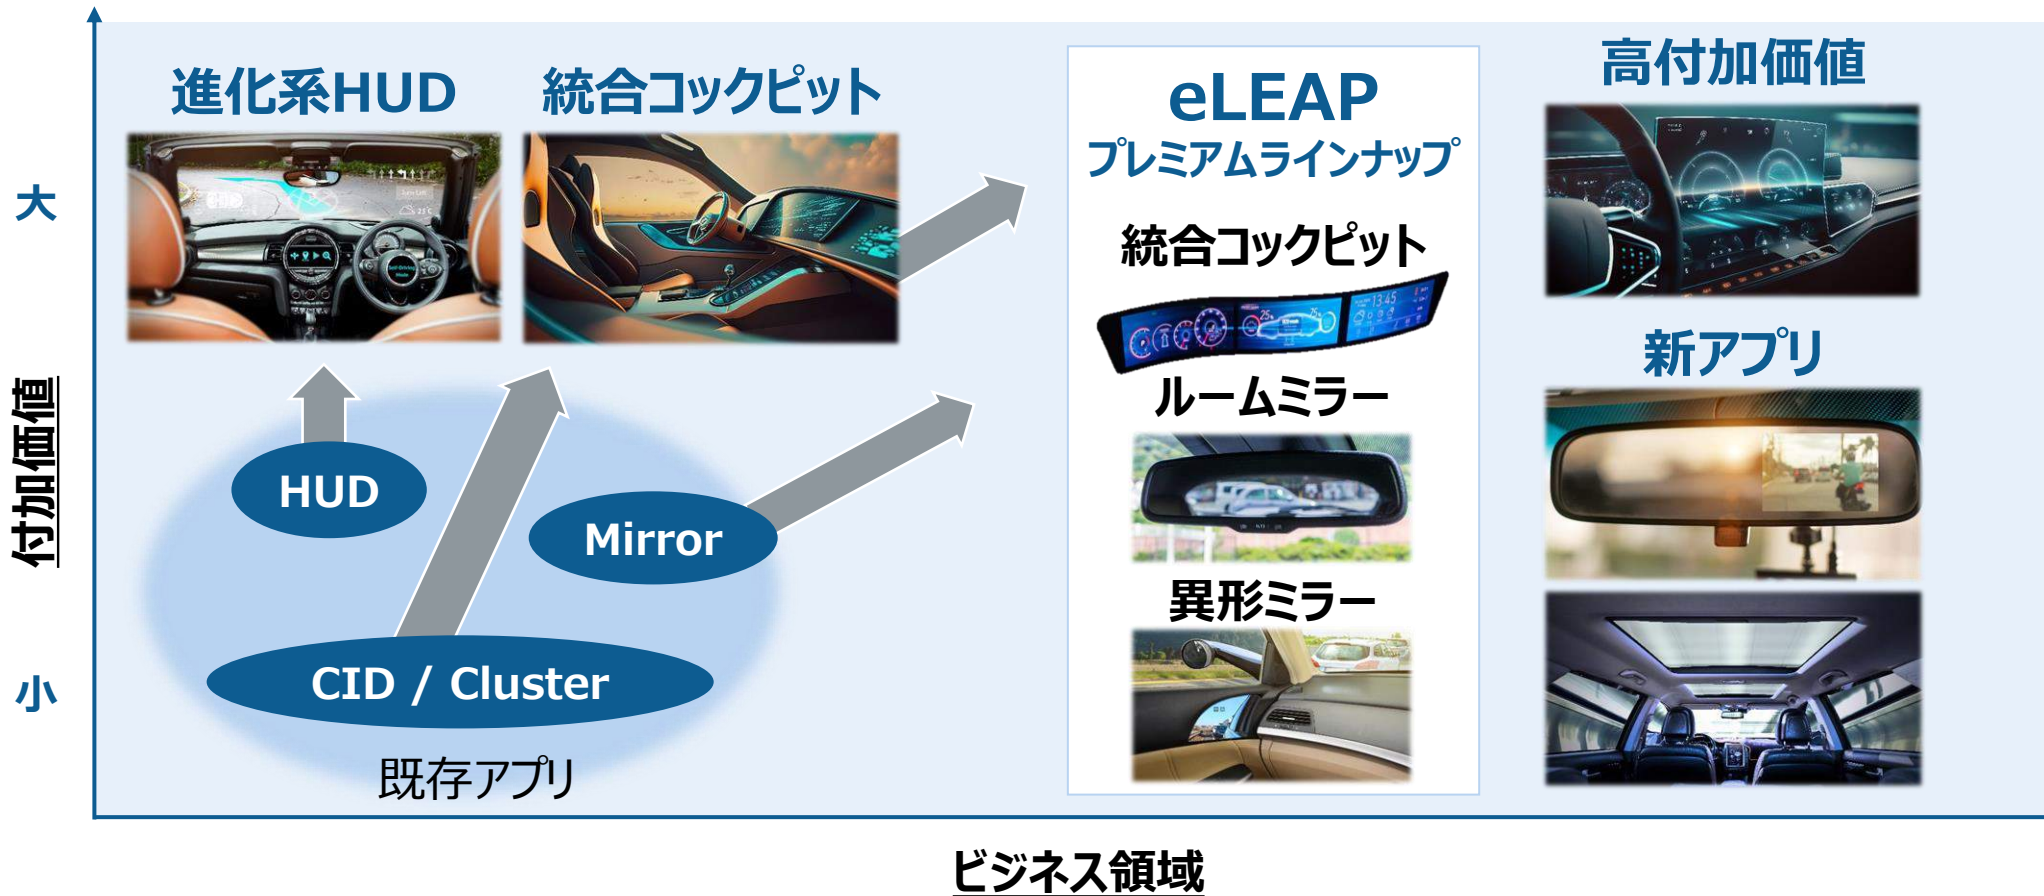 進化系HUD
統合コックピット
eLEAP
プレミアムラインナップ
統合コックピット
ルームミラー
異形ミラー
高付加価値
新アプリ
大
付加価値
小
HUD
Mirror
CID / Cluster
既存アプリ
ビジネス領域
13:45